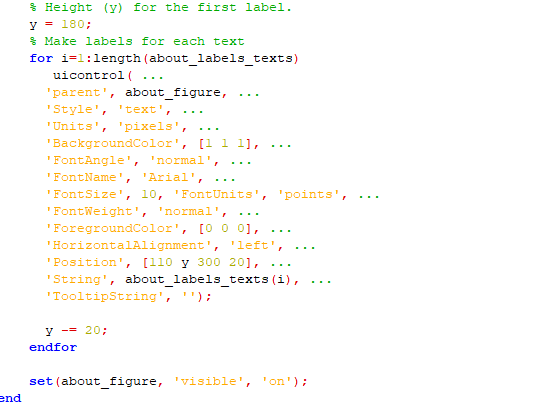 % Height (y) for the first label.
y = 180;
% Make labels for each text
for i=1:length(about_labels_texts)
uicontrol( ...
'parent', about_figure, ...
'Style', 'text', ...
'Units', 'pixels', ...
'BackgroundColor', [1 1 1], ...
'FontAngle', 'normal', ...
'FontName', 'Arial', ...
'FontSize', 10, 'FontUnits', 'points', ...
'FontWeight', 'normal', ...
'ForegroundColor', [0 0 0], ...
'HorizontalAlignment', 'left', ...
'Position', [110 y 300 20], ...
'String', about_labels_texts(i), ...
'TooltipString', '');
y -= 20;
endfor
set(about_figure, 'visible', 'on');
end